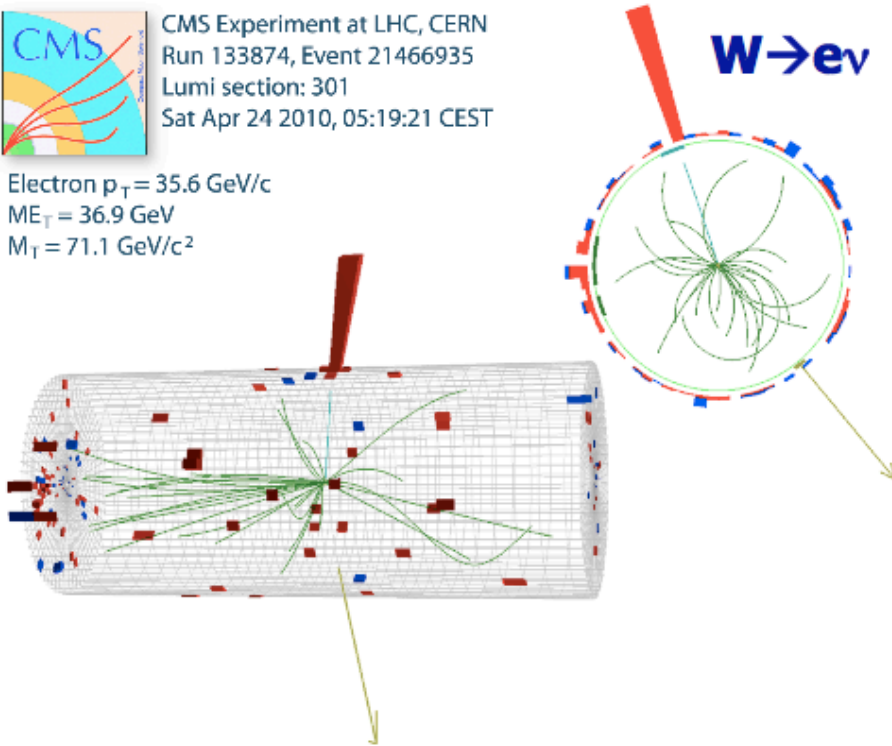 CMS
CMS Experiment at LHC, CERN
Run 133874, Event 21466935
Lumi section: 301
Sat Apr 24 2010, 05:19:21 CEST
Electron pT = 35.6 GeV/c
MET = 36.9 GeV
MT = 71.1 GeV/c²
W→eν